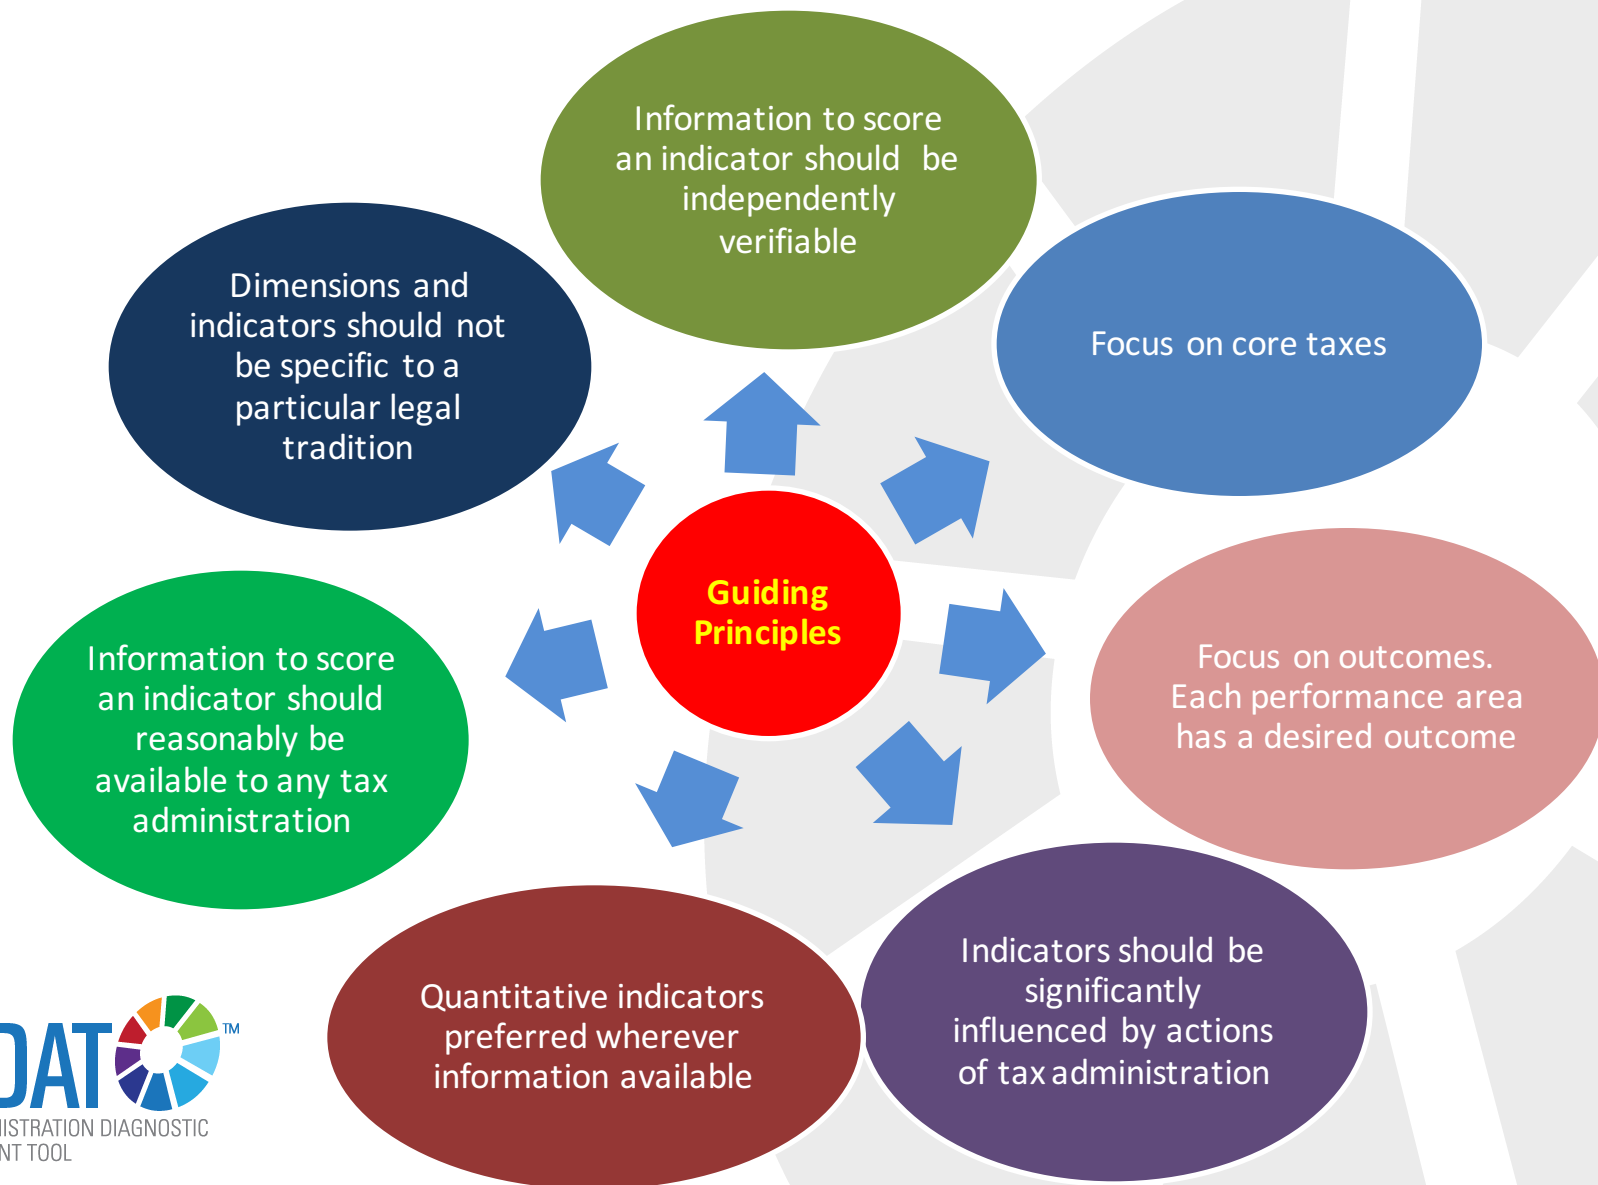 Information to score
an indicator should be
independently
verifiable
Focus on core taxes
Focus on outcomes.
Each performance area
has a desired outcome
Indicators should be
significantly
influenced by actions
of tax administration
Quantitative indicators
preferred wherever
information available
Information to score
an indicator should
reasonably be
available to any tax
administration
Dimensions and
indicators should not
be specific to a
particular legal
tradition
Guiding
Principles
DAT
TM
ISTRATION DIAGNOSTIC
NT TOOL